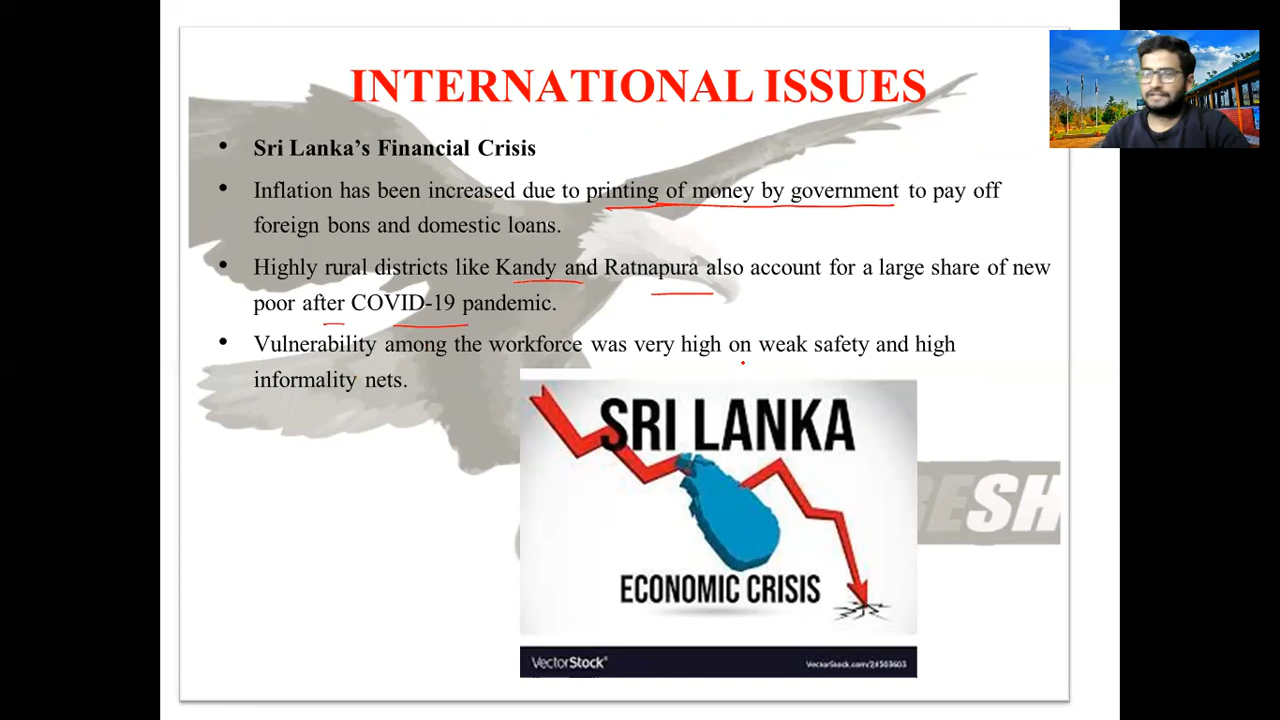 INTERNATIONAL ISSUES
• Sri Lanka's Financial Crisis
• Inflation has been increased due to printing of money by government to pay off
foreign bons and domestic loans.
• Highly rural districts like Kandy and Ratnapura also account for a large share of new
poor after COVID-19 pandemic.
• Vulnerability among the workforce was very high on weak safety and high
informality nets.
SRI LANKA
ESH
ECONOMIC CRISIS
VectorStock®
VectorStock.com/24303603